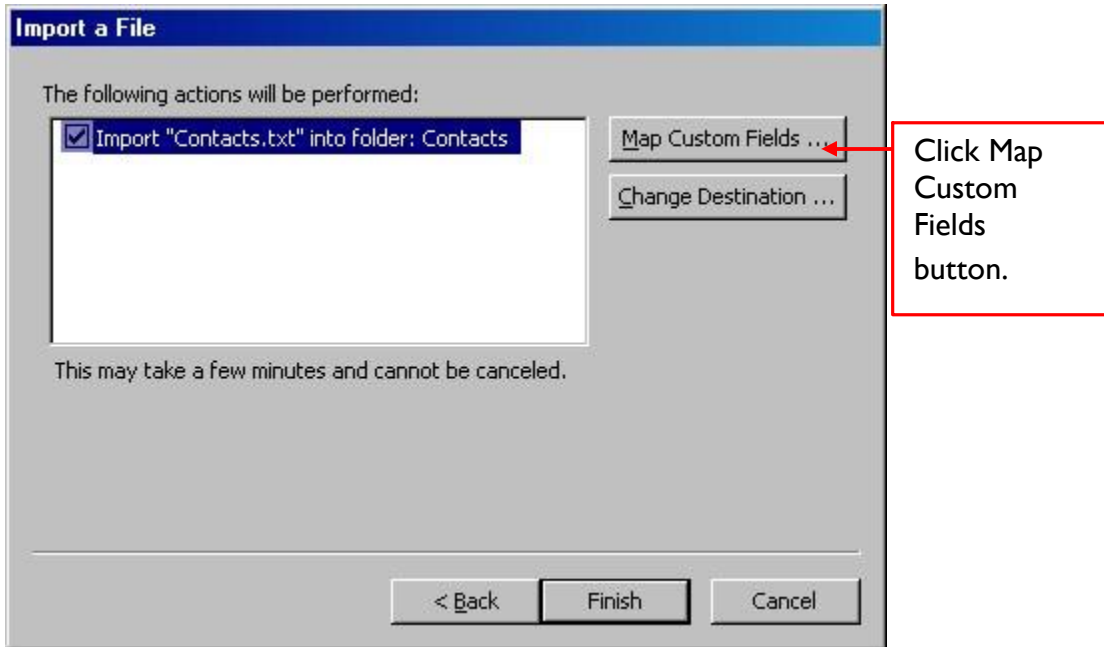 Import a File
The following actions will be performed:
Import "Contacts.txt" into folder: Contacts
Map Custom Fields ...
Change Destination ...
Click Map
Custom
Fields
button.
This may take a few minutes and cannot be canceled.
< Back
Finish
Cancel